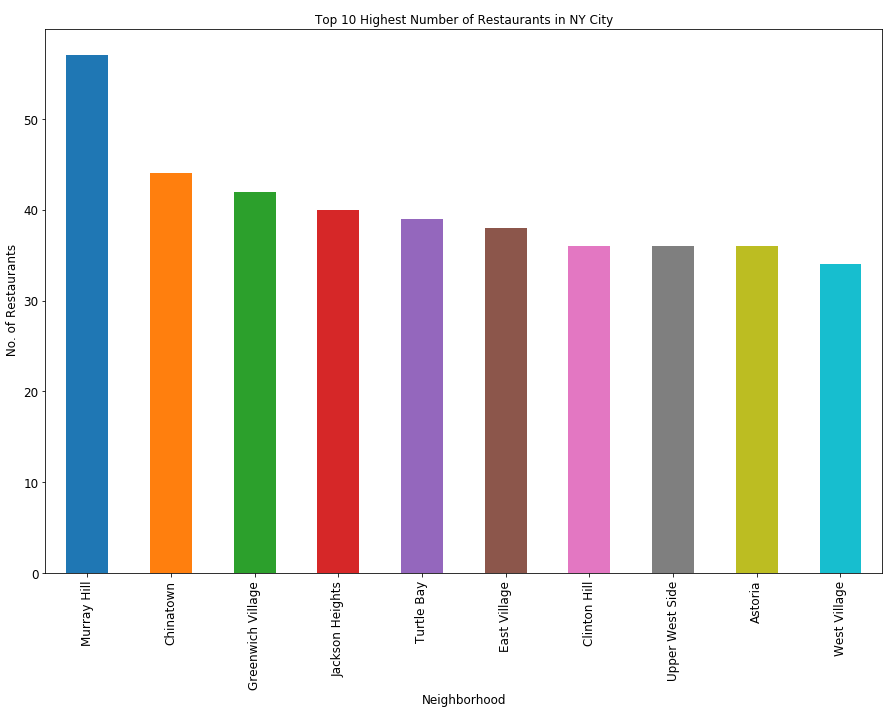 Top 10 Highest Number of Restaurants in NY City
No. of Restaurants
50
40
30
20
10
0
Murray Hill
Chinatown
Greenwich Village
Jackson Heights
Turtle Bay
East Village
Clinton Hill
Upper West Side
Astoria
West Village
Neighborhood